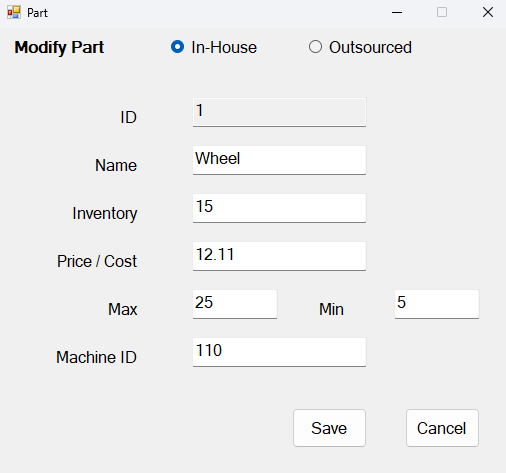 Part
Modify Part In-House Outsourced
ID 1
Name Wheel
Inventory 15
Price / Cost 12.11
Max 25 Min 5
Machine ID 110
Save Cancel